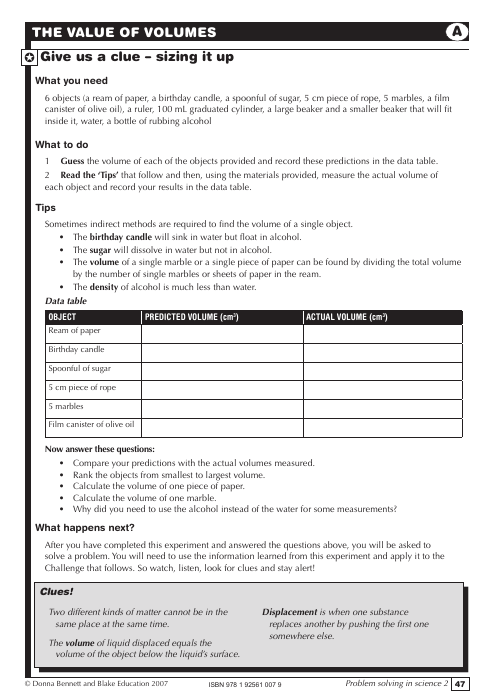 THE VALUE OF VOLUMES
A
Give us a clue – sizing it up
What you need
6 objects (a ream of paper, a birthday candle, a spoonful of sugar, 5 cm piece of rope, 5 marbles, a film
canister of olive oil), a ruler, 100 mL graduated cylinder, a large beaker and a smaller beaker that will fit
inside it, water, a bottle of rubbing alcohol
What to do
1 Guess the volume of each of the objects provided and record these predictions in the data table.
2 Read the 'Tips' that follow and then, using the materials provided, measure the actual volume of
each object and record your results in the data table.
Tips
Sometimes indirect methods are required to find the volume of a single object.
• The birthday candle will sink in water but float in alcohol.
• The sugar will dissolve in water but not in alcohol.
• The volume of a single marble or a single piece of paper can be found by dividing the total volume
by the number of single marbles or sheets of paper in the ream.
• The density of alcohol is much less than water.
Data table
OBJECT PREDICTED VOLUME (cm³) ACTUAL VOLUME (cm³)
Ream of paper
Birthday candle
Spoonful of sugar
5 cm piece of rope
5 marbles
Film canister of olive oil
Now answer these questions:
• Compare your predictions with the actual volumes measured.
• Rank the objects from smallest to largest volume.
• Calculate the volume of one piece of paper.
• Calculate the volume of one marble.
• Why did you need to use the alcohol instead of the water for some measurements?
What happens next?
After you have completed this experiment and answered the questions above, you will be asked to
solve a problem. You will need to use the information learned from this experiment and apply it to the
Challenge that follows. So watch, listen, look for clues and stay alert!
Clues!
Two different kinds of matter cannot be in the
same place at the same time.
The volume of liquid displaced equals the
volume of the object below the liquid's surface.
Displacement is when one substance
replaces another by pushing the first one
somewhere else.
© Donna Bennett and Blake Education 2007 ISBN 978 1 92561 007 9 Problem solving in science 2 47